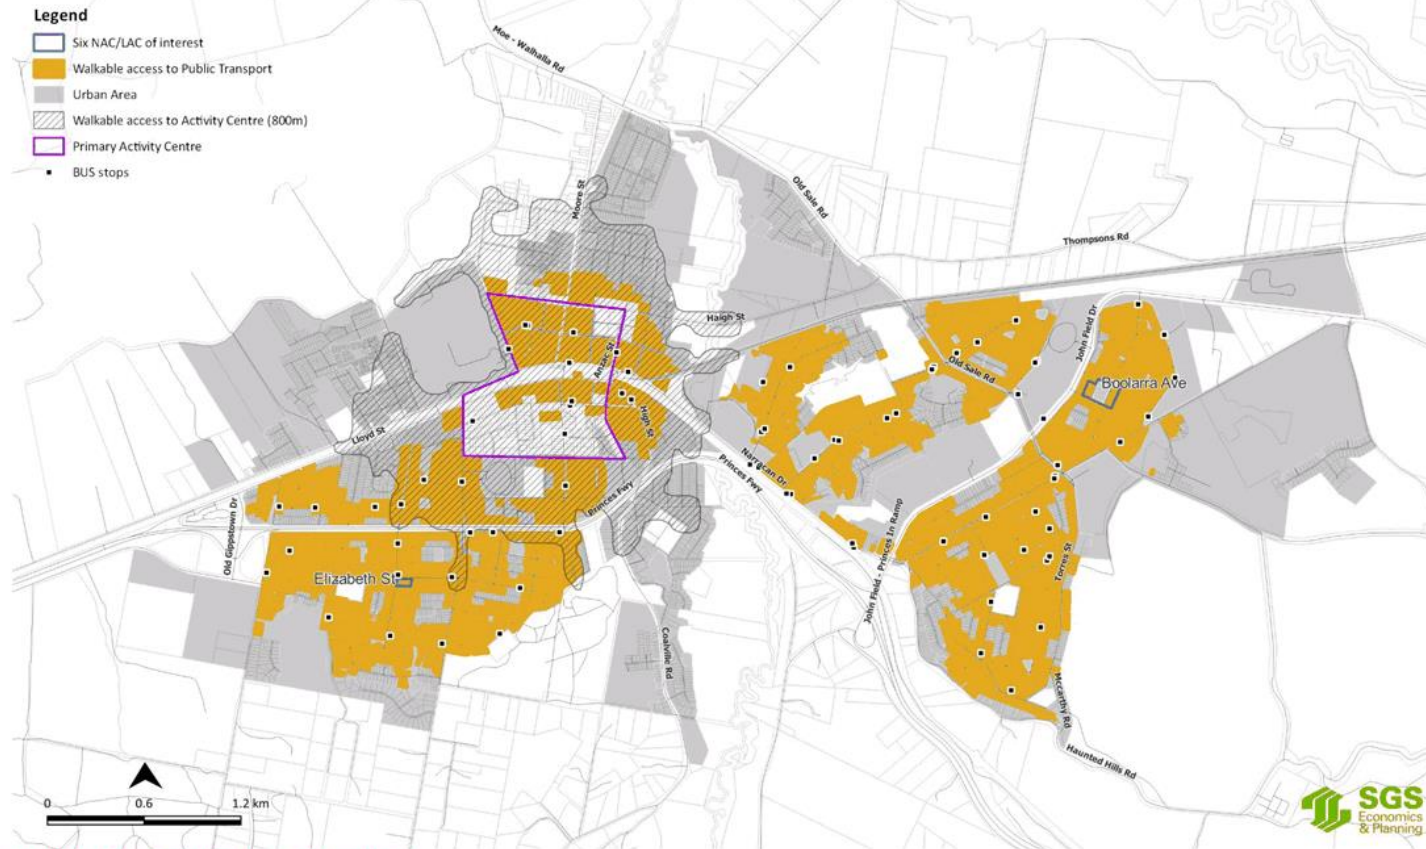 Legend
Six NAC/LAC of interest
Walkable access to Public Transport
Urban Area
Walkable access to Activity Centre (800m)
Primary Activity Centre
BUS stops
Moe - Walhalla Rd
Moore St
Old Sale Rd
Thompsons Rd
Haigh St
John Field Dr
Anzac St
Old Sale Rd
Boolarra Ave
High St
Lloyd St
Narracan Dr
Princes Fwy
Princes Fwy
Old Gippstown Dr
John Field - Princes In Ramp
Torres St
Elizabeth St
Coalville Rd
Mccarthy Rd
Haunted Hills Rd
0 0.6 1.2 km
SGS
Economics
& Planning